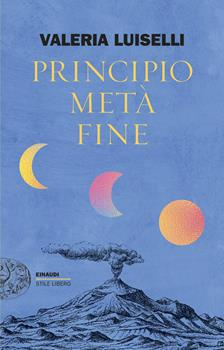 VALERIA LUISELLI
PRINCIPIO
METÀ
FINE
EINAUDI
STILE LIBERO